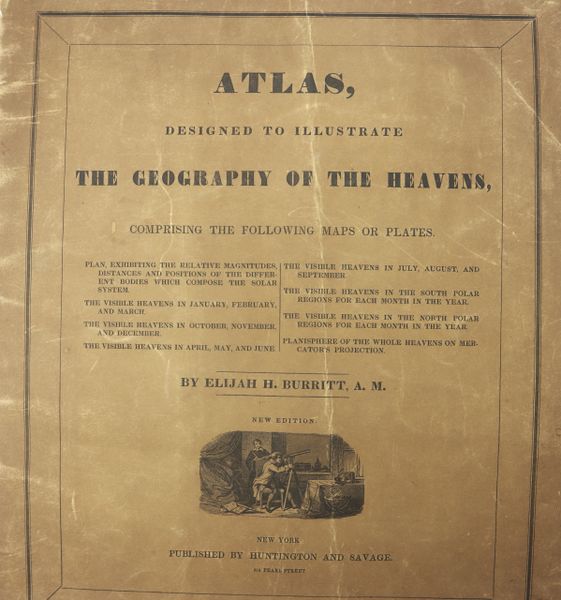 ATLAS,
DESIGNED TO ILLUSTRATE
THE GEOGRAPHY OF THE HEAVENS,
COMPRISING THE FOLLOWING MAPS OR PLATES.
PLAN, EXHIBITING THE RELATIVE MAGNITUDES,
DISTANCES AND POSITIONS OF THE DIFFER-
ENT BODIES WHICH COMPOSE THE SOLAR
SYSTEM.
THE VISIBLE HEAVENS IN JANUARY, FEBRUARY,
AND MARCH.
THE VISIBLE HEAVENS IN OCTOBER, NOVEMBER,
AND DECEMBER.
THE VISIBLE HEAVENS IN APRIL, MAY, AND JUNE
THE VISIBLE HEAVENS IN JULY, AUGUST, AND
SEPTEMBER.
THE VISIBLE HEAVENS IN THE SOUTH POLAR
REGIONS FOR EACH MONTH IN THE YEAR.
THE VISIBLE HEAVENS IN THE NORTH POLAR
REGIONS FOR EACH MONTH IN THE YEAR.
PLANISPHERE OF THE WHOLE HEAVENS ON MER-
CATOR'S PROJECTION.
BY ELIJAH H. BURRITT, A. M.
NEW EDITION.
NEW YORK
PUBLISHED BY HUNTINGTON AND SAVAGE.
PEARL STREET